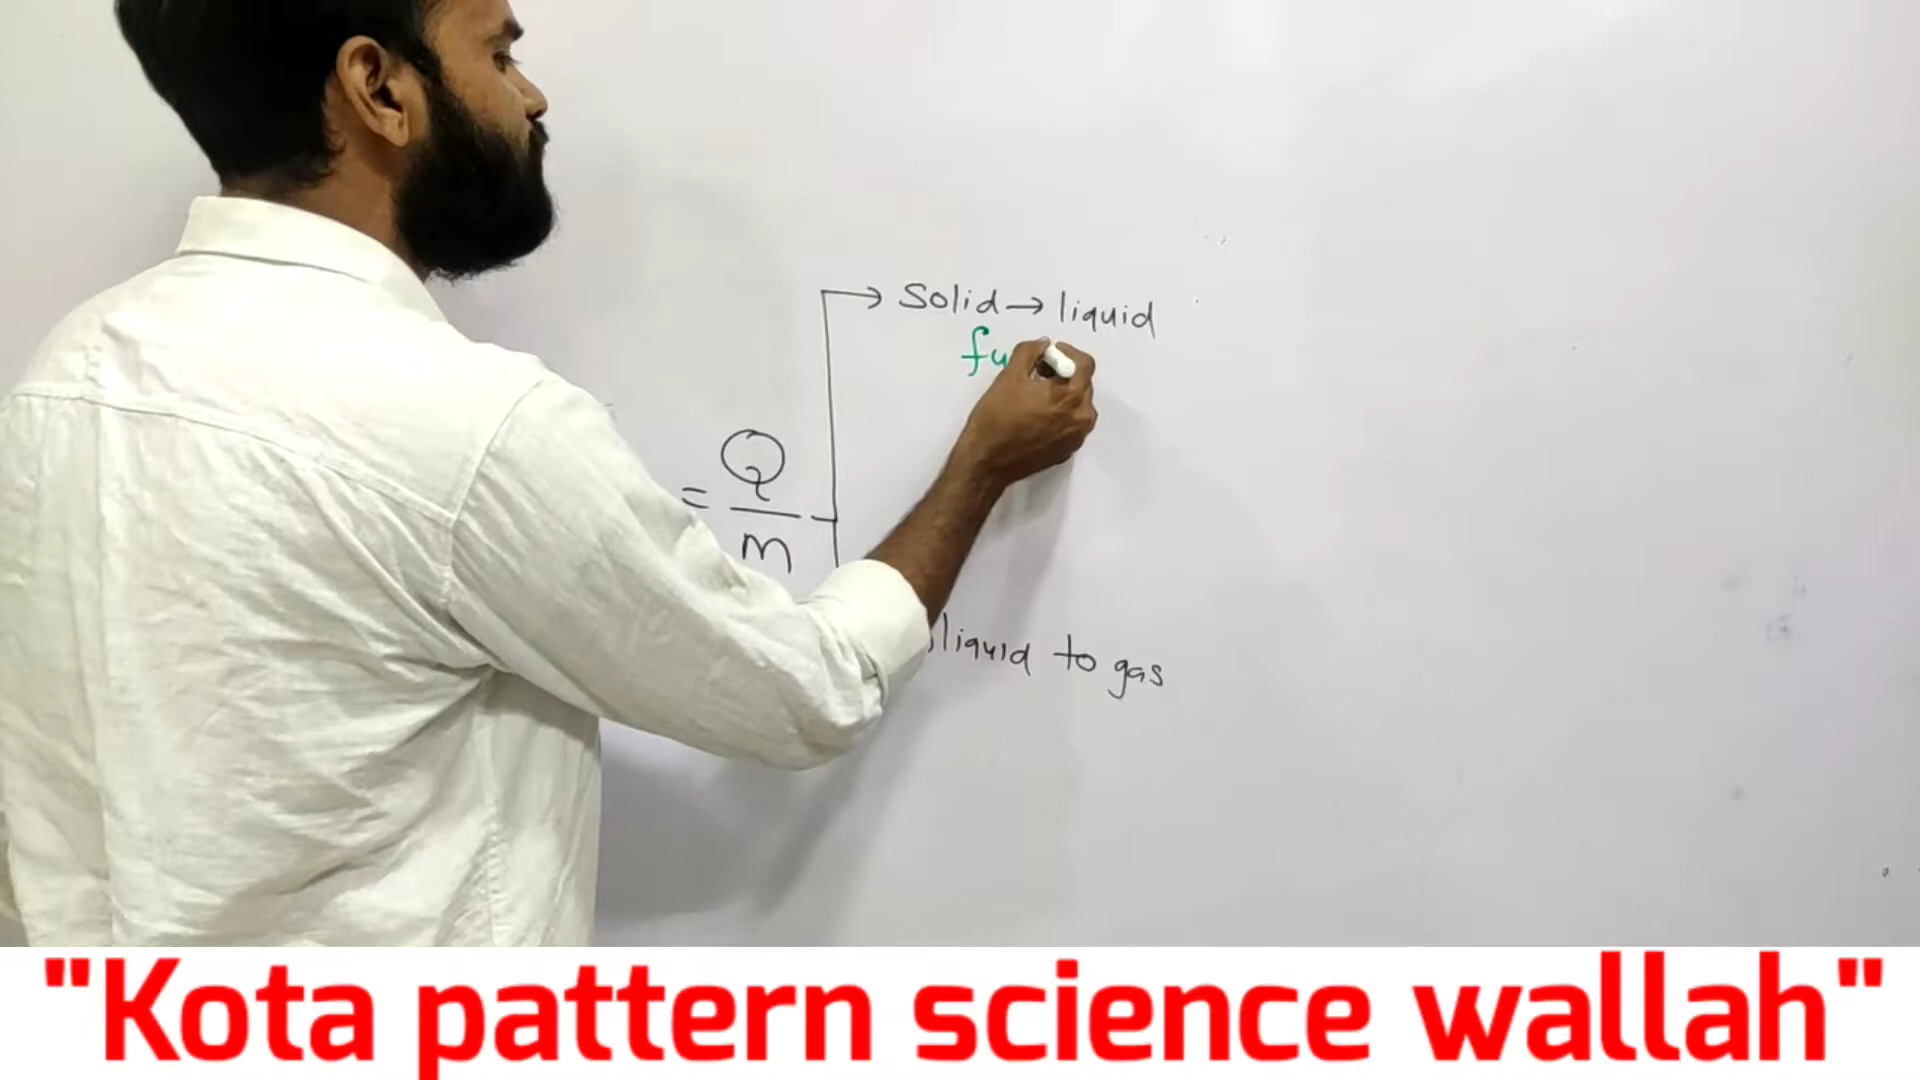 Solid → liquid
fu
= Q
m
liquid to gas
"Kota pattern science wallah"